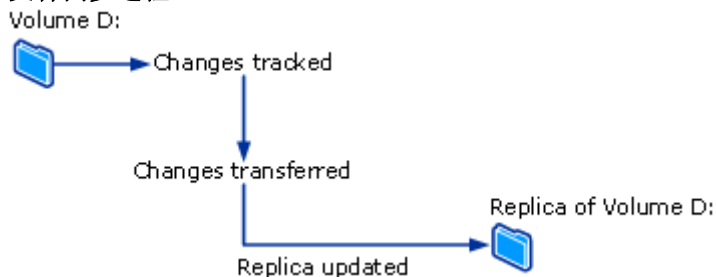 Volume D:
Changes tracked
Changes transferred
Replica of Volume D:
Replica updated